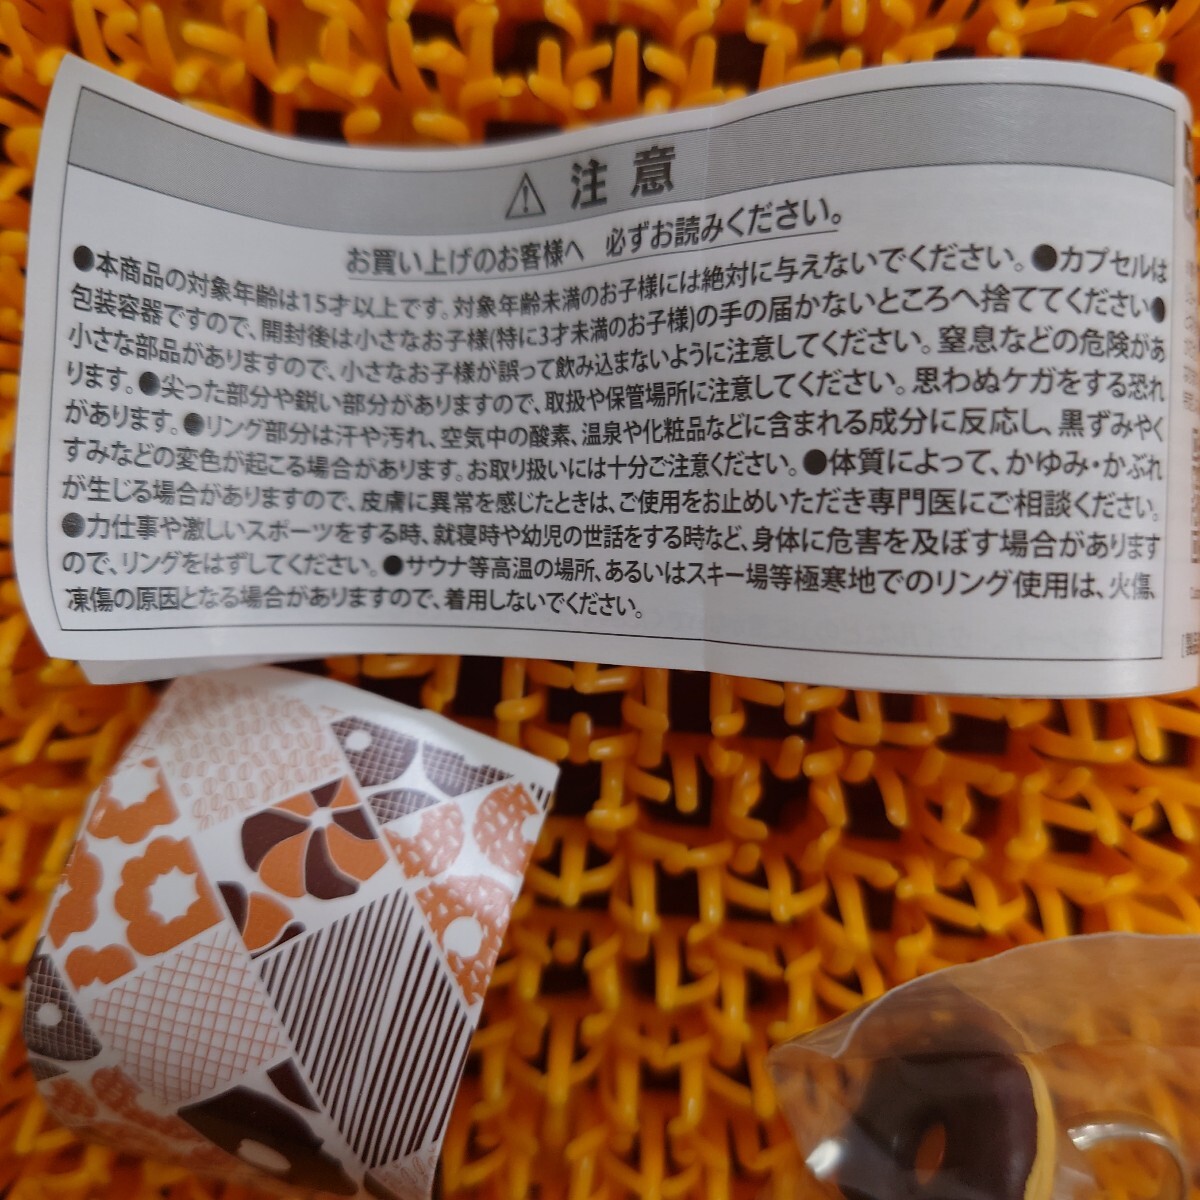 注意
お買い上げのお客様へ 必ずお読みください。
●本商品の対象年齢は15才以上です。対象年齢未満のお子様には絶対に与えないでください。●カプセルは
包装容器ですので、開封後は小さなお子様(特に3才未満のお子様)の手の届かないところへ捨ててください●
小さな部品がありますので、小さなお子様が誤って飲み込まないように注意してください。窒息などの危険があ
ります。●尖った部分や鋭い部分がありますので、取扱や保管場所に注意してください。思わぬケガをする恐れ
があります。●リング部分は汗や汚れ、空気中の酸素、温泉や化粧品などに含まれる成分に反応し、黒ずみやく
すみなどの変色が起こる場合があります。お取り扱いには十分ご注意ください。●体質によって、かゆみ・かぶれ
が生じる場合がありますので、皮膚に異常を感じたときは、ご使用をお止めいただき専門医にご相談ください。
●力仕事や激しいスポーツをする時、就寝時や幼児の世話をする時など、身体に危害を及ぼす場合があります
ので、リングをはずしてください。●サウナ等高温の場所、あるいはスキー場等極寒地でのリング使用は、火傷、
凍傷の原因となる場合がありますので、着用しないでください。